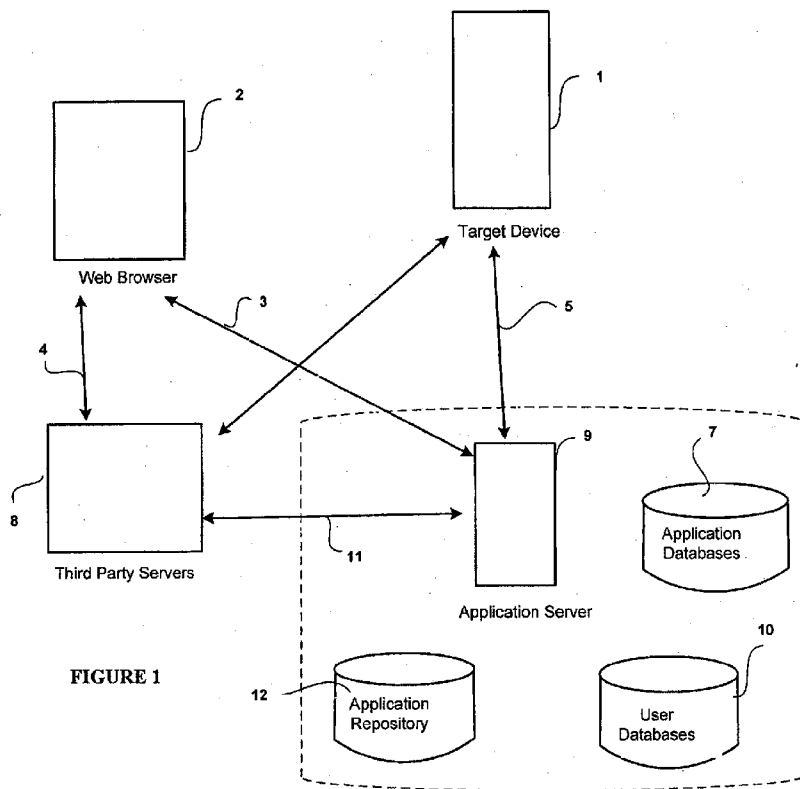 1
2
Target Device
Web Browser
3
5
4
9
7
Application
Databases
8
11
Third Party Servers
Application Server
10
FIGURE 1
12
Application
Repository
User
Databases